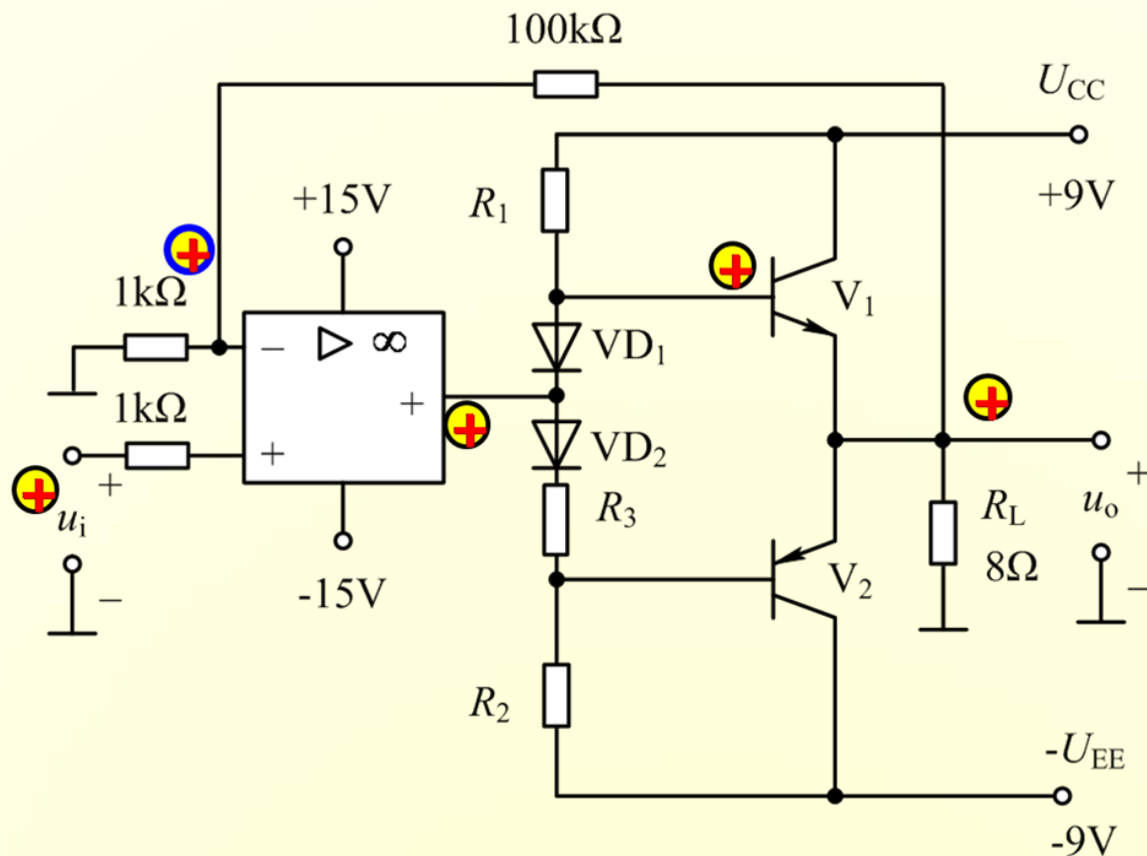 100kΩ
U_CC
+9V
+15V
R_1
+
+
1kΩ
V_1
− ▷ ∞
VD_1
+
+
1kΩ
+
VD_2
+
+
+
u_i
−
-15V
R_3
R_L
8Ω
+
u_o
−
V_2
R_2
-U_EE
-9V